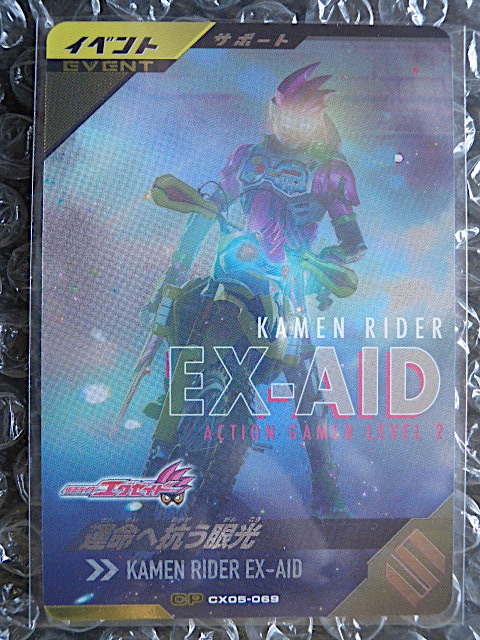 イベント
サポート
EVENT
KAMEN RIDER
EX-AID
ACTION GAMER LEVEL 2
仮面ライダーエグゼイド
運命へ抗う眼光
KAMEN RIDER EX-AID
CP CX05-069